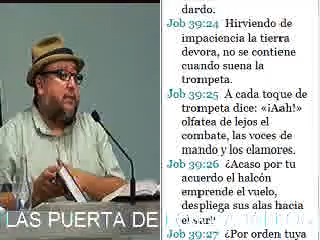 dardo.
Job 39:24 Hirviendo de
impaciencia la tierra
devora, no se contiene
cuando suena la
trompeta.
Job 39:25 A cada toque de
trompeta dice: «¡Aah!»
olfatea de lejos el
combate, las voces de
mando y los clamores.
Job 39:26 ¿Acaso por tu
acuerdo el halcón
emprende el vuelo,
despliega sus alas hacia
el sur?
Job 39:27 ¿Por orden tuya
LAS PUERTA DE